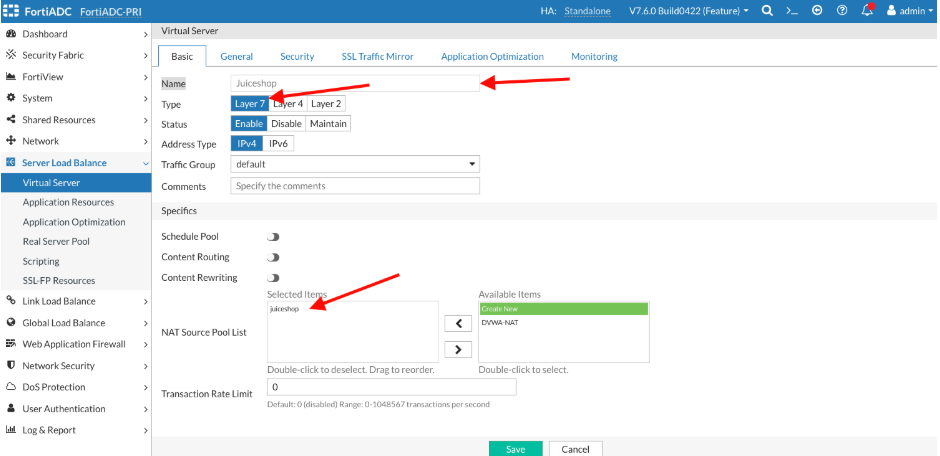 FortiADC FortiADC-PRI HA: Standalone V7.6.0 Build0422 (Feature) >_ admin
Dashboard
Security Fabric
FortiView
System
Shared Resources
Network
Server Load Balance
Virtual Server
Application Resources
Application Optimization
Real Server Pool
Scripting
SSL-FP Resources
Link Load Balance
Global Load Balance
Web Application Firewall
Network Security
DoS Protection
User Authentication
Log & Report
Virtual Server
Basic General Security SSL Traffic Mirror Application Optimization Monitoring
Name Juiceshop
Type Layer 7 Layer 4 Layer 2
Status Enable Disable Maintain
Address Type IPv4 IPv6
Traffic Group default
Comments Specify the comments
Specifics
Schedule Pool
Content Routing
Content Rewriting
Selected Items Available Items
juiceshop Create New
DVWA-NAT
NAT Source Pool List
Double-click to deselect. Drag to reorder. Double-click to select.
Transaction Rate Limit 0
Default: 0 (disabled) Range: 0-1048567 transactions per second
Save Cancel